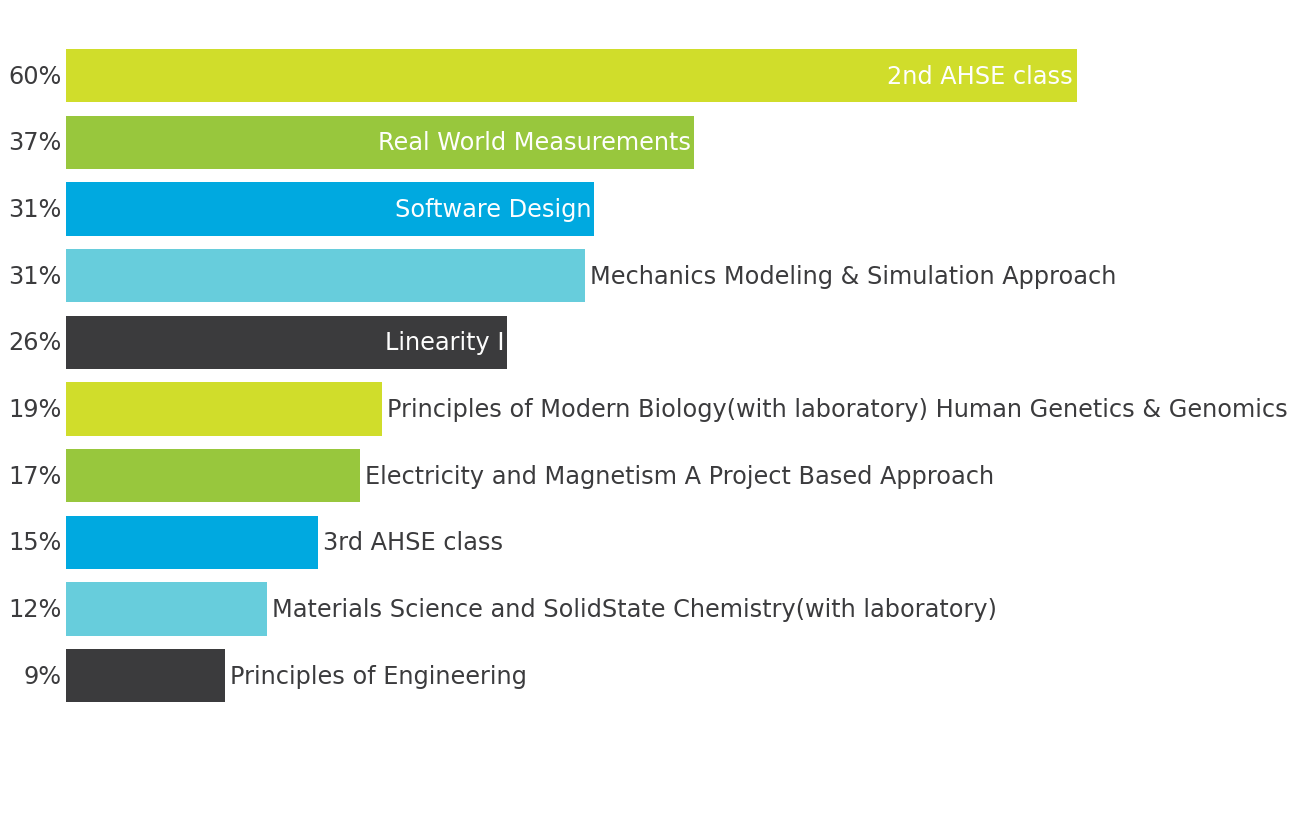 60% 2nd AHSE class
37% Real World Measurements
31% Software Design
31% Mechanics Modeling & Simulation Approach
26% Linearity I
19% Principles of Modern Biology(with laboratory) Human Genetics & Genomics
17% Electricity and Magnetism A Project Based Approach
15% 3rd AHSE class
12% Materials Science and SolidState Chemistry(with laboratory)
9% Principles of Engineering